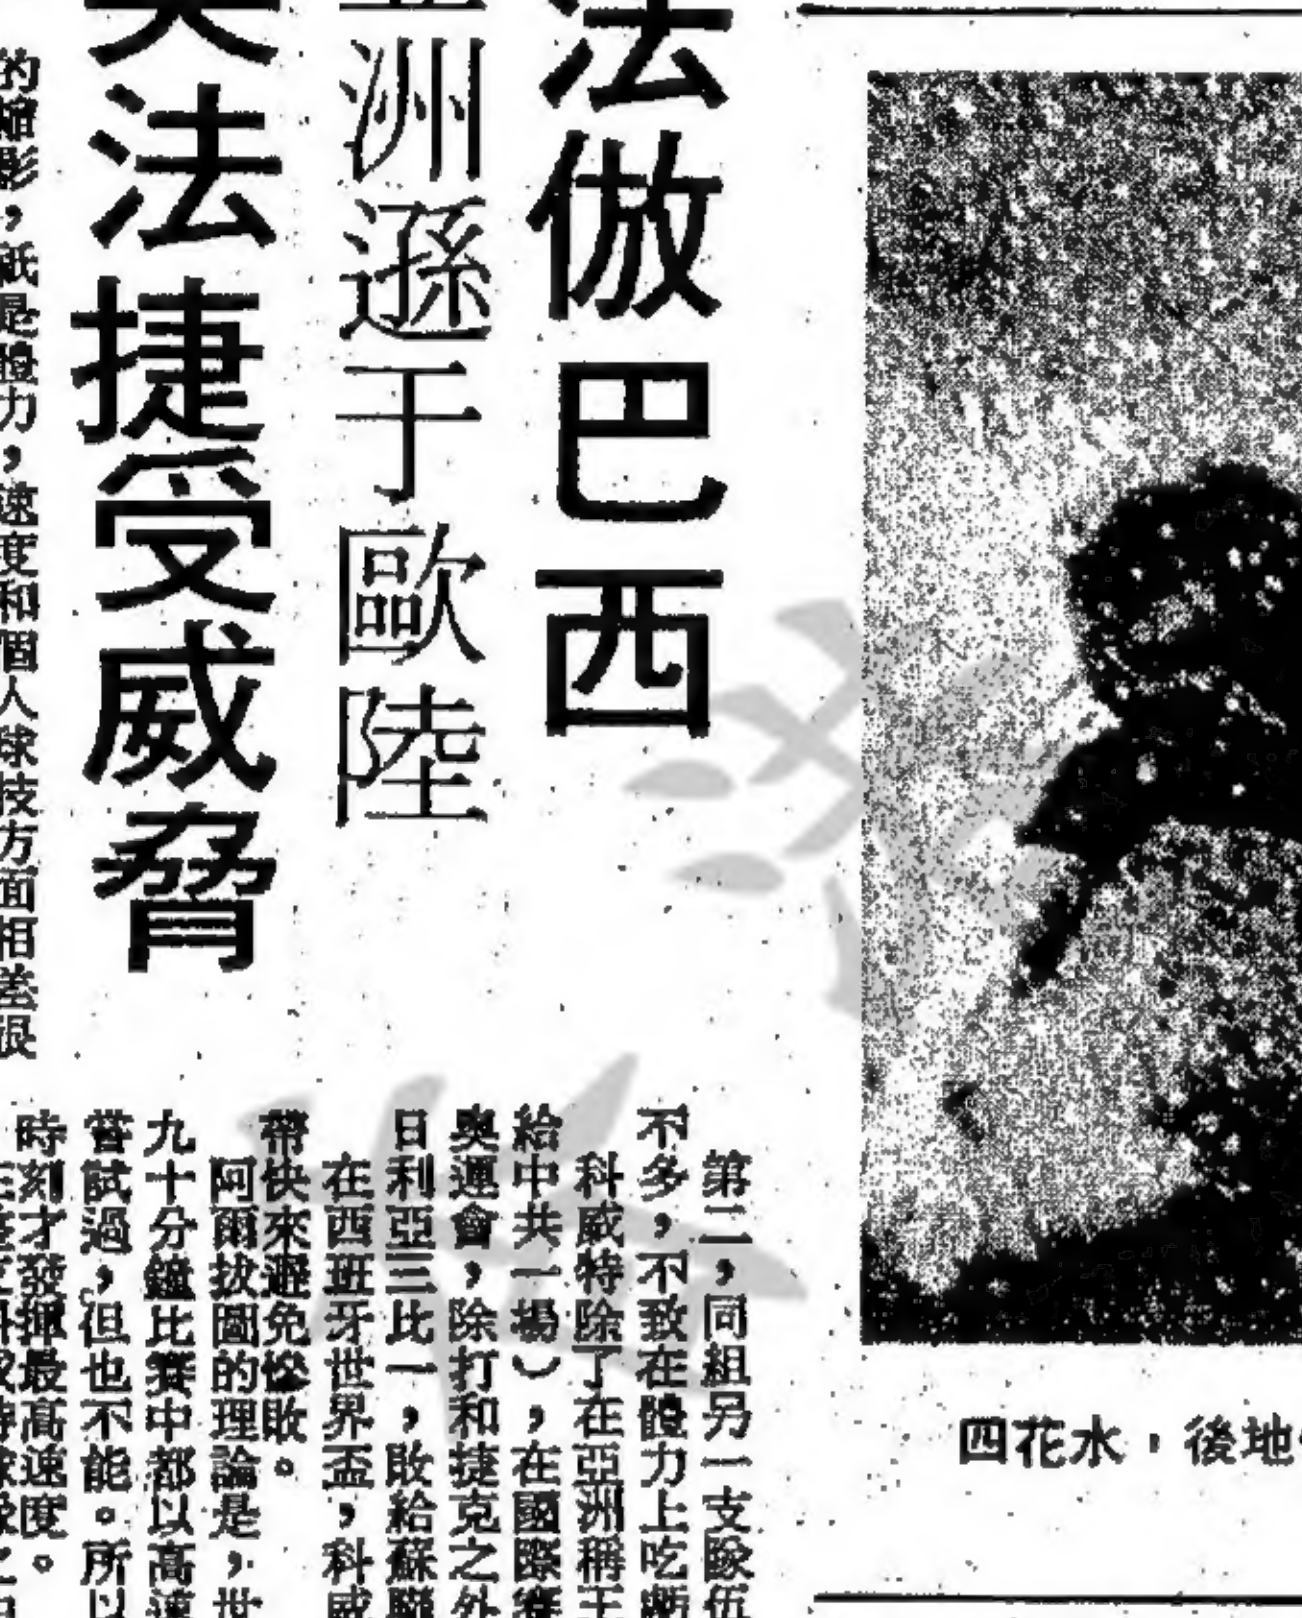 法倣巴西
洲遜于歐陸
法捷受威脅
的縮影，祇是體力，速度和個人球技方面相差很
第二，同組另一支隊伍
不多，不致在體力上吃虧
科威特除了在亞洲稱王
給中共一場），在國際賽
奧運會，除打和捷克之外
日利亞三比一，敗給蘇聯
在西班牙世界盃，科威
帶快來避免慘敗。
阿爾拔圖的理論是，世
九十分鐘比賽中都以高速
嘗試過，但也不能。所以
時刻才發揮最高速度。
四花水，後地